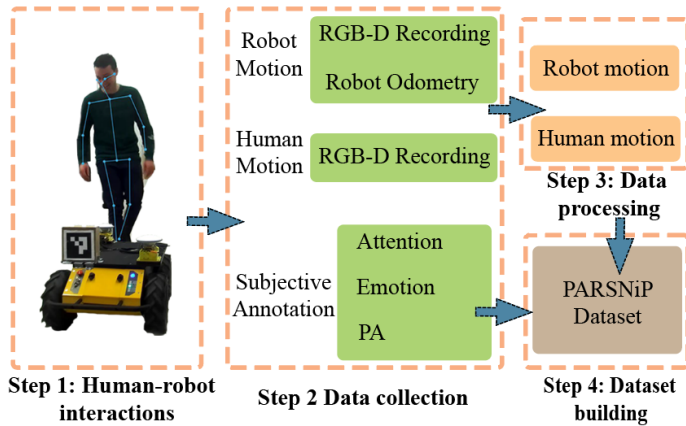 Robot
Motion
RGB-D Recording
Robot Odometry
Human
Motion
RGB-D Recording
Subjective
Annotation
Attention
Emotion
PA
Robot motion
Human motion
Step 3: Data
processing
PARSNiP
Dataset
Step 1: Human-robot
interactions
Step 2 Data collection
Step 4: Dataset
building